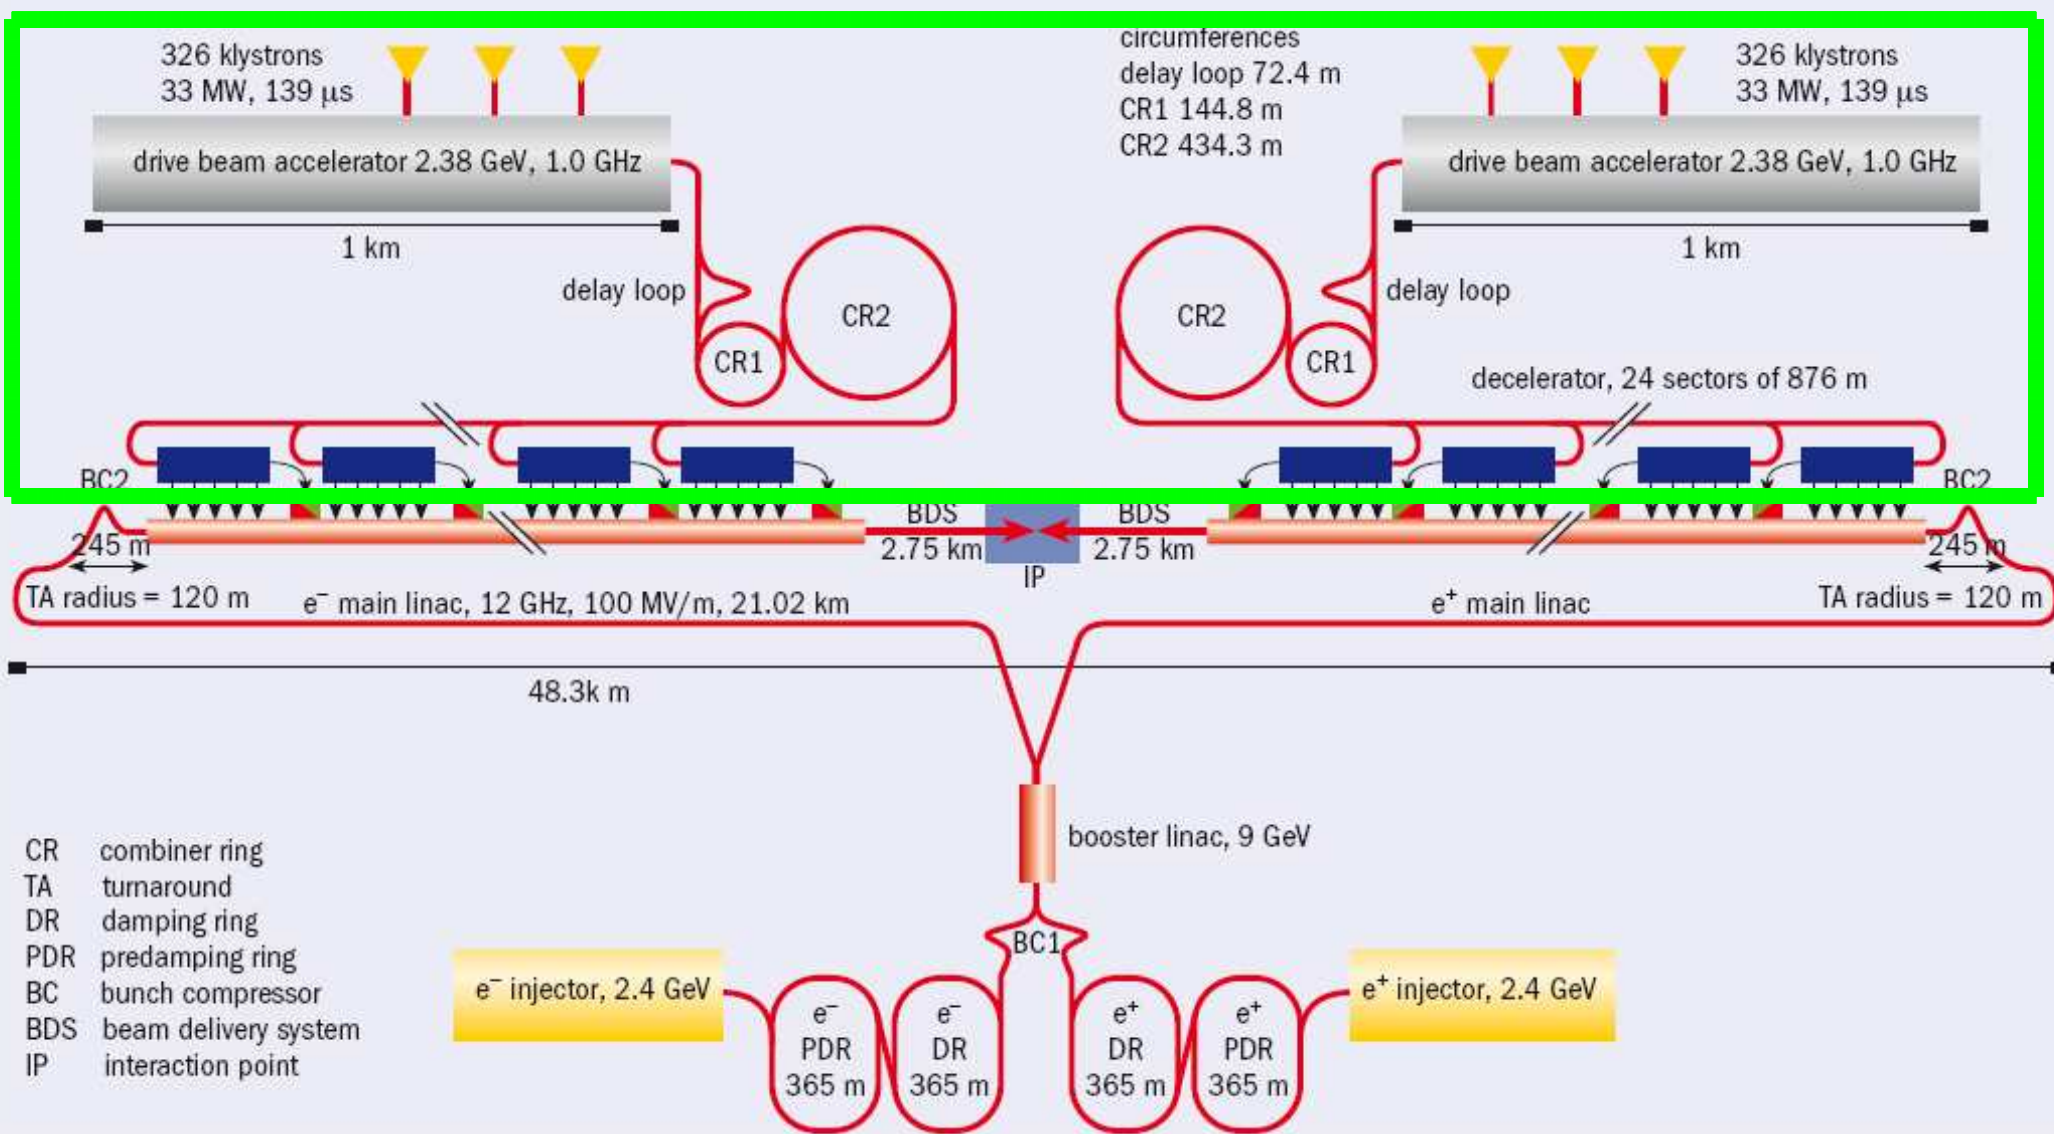 326 klystrons
33 MW, 139 μs
circumferences
delay loop 72.4 m
CR1 144.8 m
CR2 434.3 m
326 klystrons
33 MW, 139 μs
drive beam accelerator 2.38 GeV, 1.0 GHz
drive beam accelerator 2.38 GeV, 1.0 GHz
1 km
1 km
delay loop
CR1
CR2
CR2
CR1
delay loop
decelerator, 24 sectors of 876 m
BC2
BC2
BDS
2.75 km
IP
BDS
2.75 km
245 m
245 m
TA radius = 120 m
e⁻ main linac, 12 GHz, 100 MV/m, 21.02 km
e⁺ main linac
TA radius = 120 m
48.3k m
booster linac, 9 GeV
CR combiner ring
TA turnaround
DR damping ring
PDR predamping ring
BC bunch compressor
BDS beam delivery system
IP interaction point
BC1
e⁻ injector, 2.4 GeV
e⁻
PDR
365 m
e⁻
DR
365 m
e⁺
DR
365 m
e⁺
PDR
365 m
e⁺ injector, 2.4 GeV